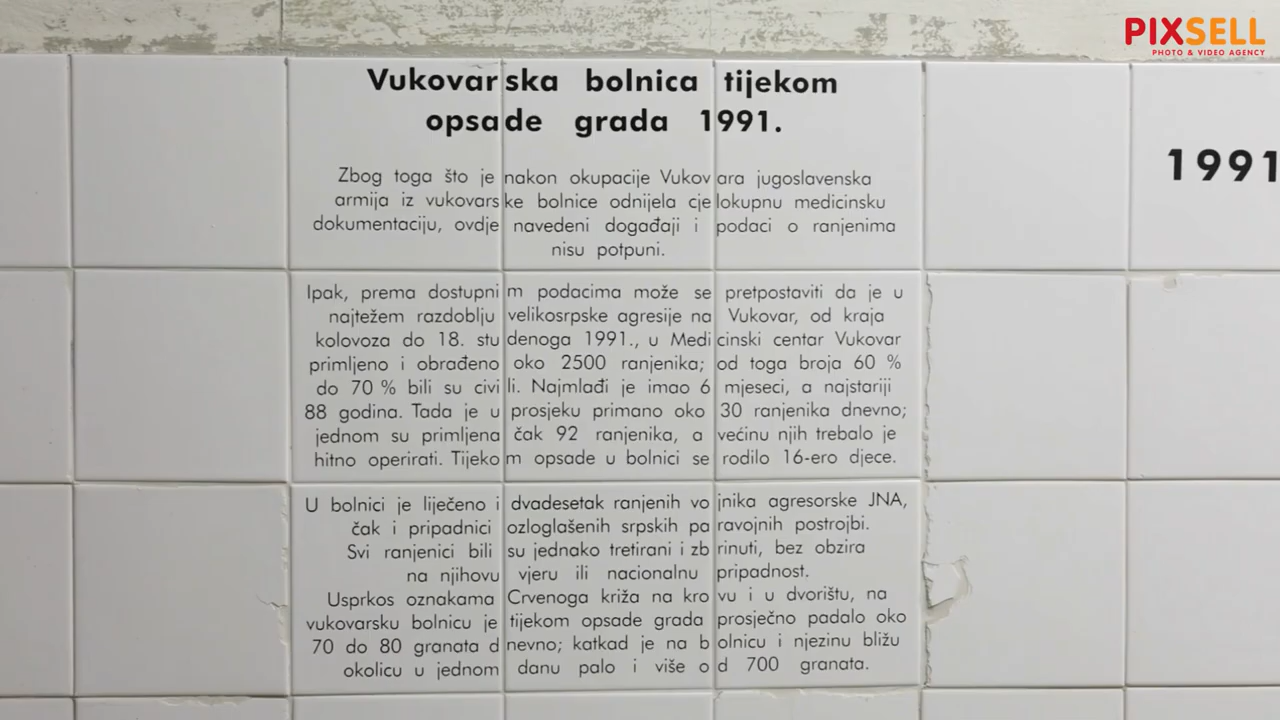 PIXSELL
PHOTO & VIDEO AGENCY
Vukovarska bolnica tijekom
opsade grada 1991.
1991
Zbog toga što je nakon okupacije Vukovara jugoslavenska
armija iz vukovarske bolnice odnijela cjelokupnu medicinsku
dokumentaciju, ovdje navedeni događaji i podaci o ranjenima
nisu potpuni.
Ipak, prema dostupnim podacima može se pretpostaviti da je u
najtežem razdoblju velikosrpske agresije na Vukovar, od kraja
kolovoza do 18. studenoga 1991., u Medicinski centar Vukovar
primljeno i obrađeno oko 2500 ranjenika; od toga broja 60 %
do 70 % bili su civili. Najmlađi je imao 6 mjeseci, a najstariji
88 godina. Tada je u prosjeku primano oko 30 ranjenika dnevno;
jednom su primljena čak 92 ranjenika, a većinu njih trebalo je
hitno operirati. Tijekom opsade u bolnici se rodilo 16-ero djece.
U bolnici je liječeno i dvadesetak ranjenih vojnika agresorske JNA,
čak i pripadnici ozloglašenih srpskih paravojnih postrojbi.
Svi ranjenici bili su jednako tretirani i zbrinuti, bez obzira
na njihovu vjeru ili nacionalnu pripadnost.
Usprkos oznakama Crvenoga križa na krovu i u dvorištu, na
vukovarsku bolnicu je tijekom opsade grada prosječno padalo oko
70 do 80 granata dnevno; katkad je na bolnicu i njezinu bližu
okolicu u jednom danu palo i više od 700 granata.